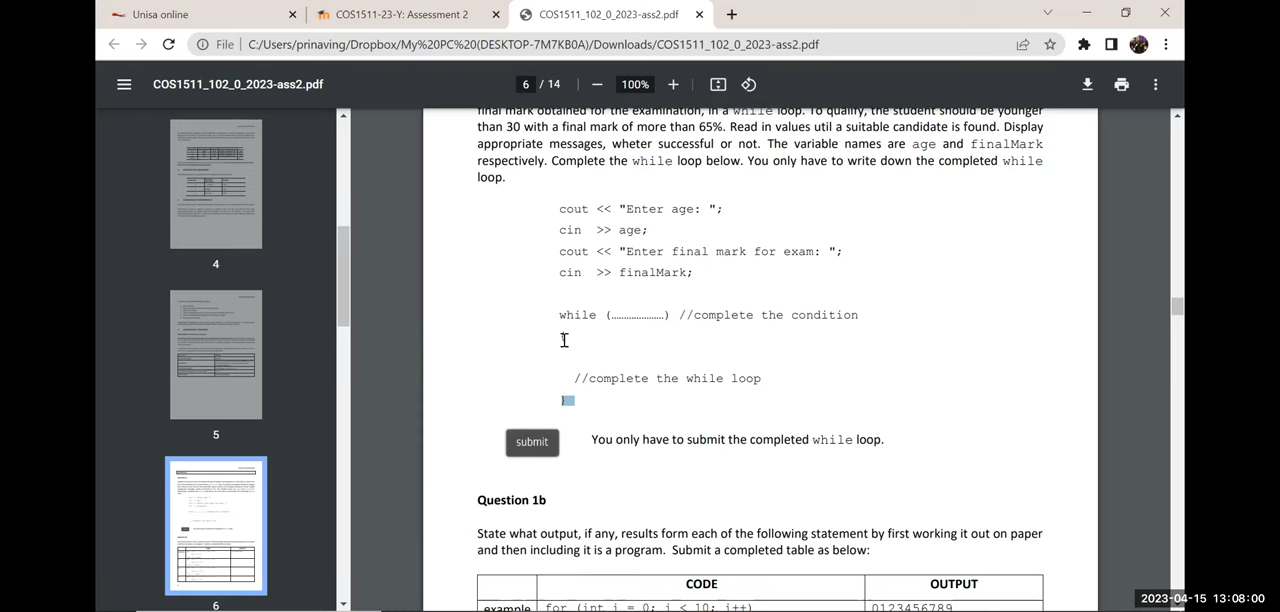 Unisa online
COS1511-23-Y: Assessment 2
COS1511_102_0_2023-ass2.pdf
File
C:/Users/prinaving/Dropbox/My%20PC%20(DESKTOP-7M7KB0A)/Downloads/COS1511_102_0_2023-ass2.pdf
COS1511_102_0_2023-ass2.pdf
6 / 14
100%
4
5
6
final mark obtained for the examination, in a while loop. To qualify, the student should be younger
than 30 with a final mark of more than 65%. Read in values util a suitable candidate is found. Display
appropriate messages, wheter successful or not. The variable names are age and finalMark
respectively. Complete the while loop below. You only have to write down the completed while
loop.
cout << "Enter age: ";
cin >> age;
cout << "Enter final mark for exam: ";
cin >> finalMark;
while (…………………) //complete the condition
//complete the while loop
}
submit
You only have to submit the completed while loop.
Question 1b
State what output, if any, results form each of the following statement by first working it out on paper
and then including it is a program. Submit a completed table as below:
CODE
OUTPUT
example
for (int i = 0; i < 10; i++)
0123456789
2023-04-15 13:08:00